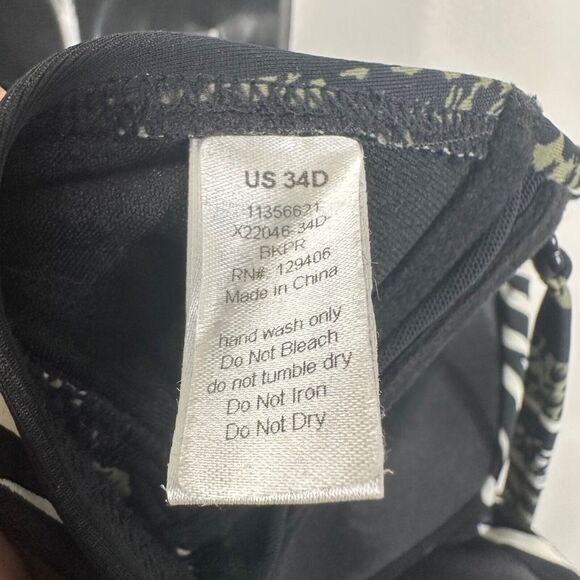 US 34D
11356621
X22046-34D-
BKPR
RN#: 129406
Made in China
hand wash only
Do Not Bleach
do not tumble dry
Do Not Iron
Do Not Dry